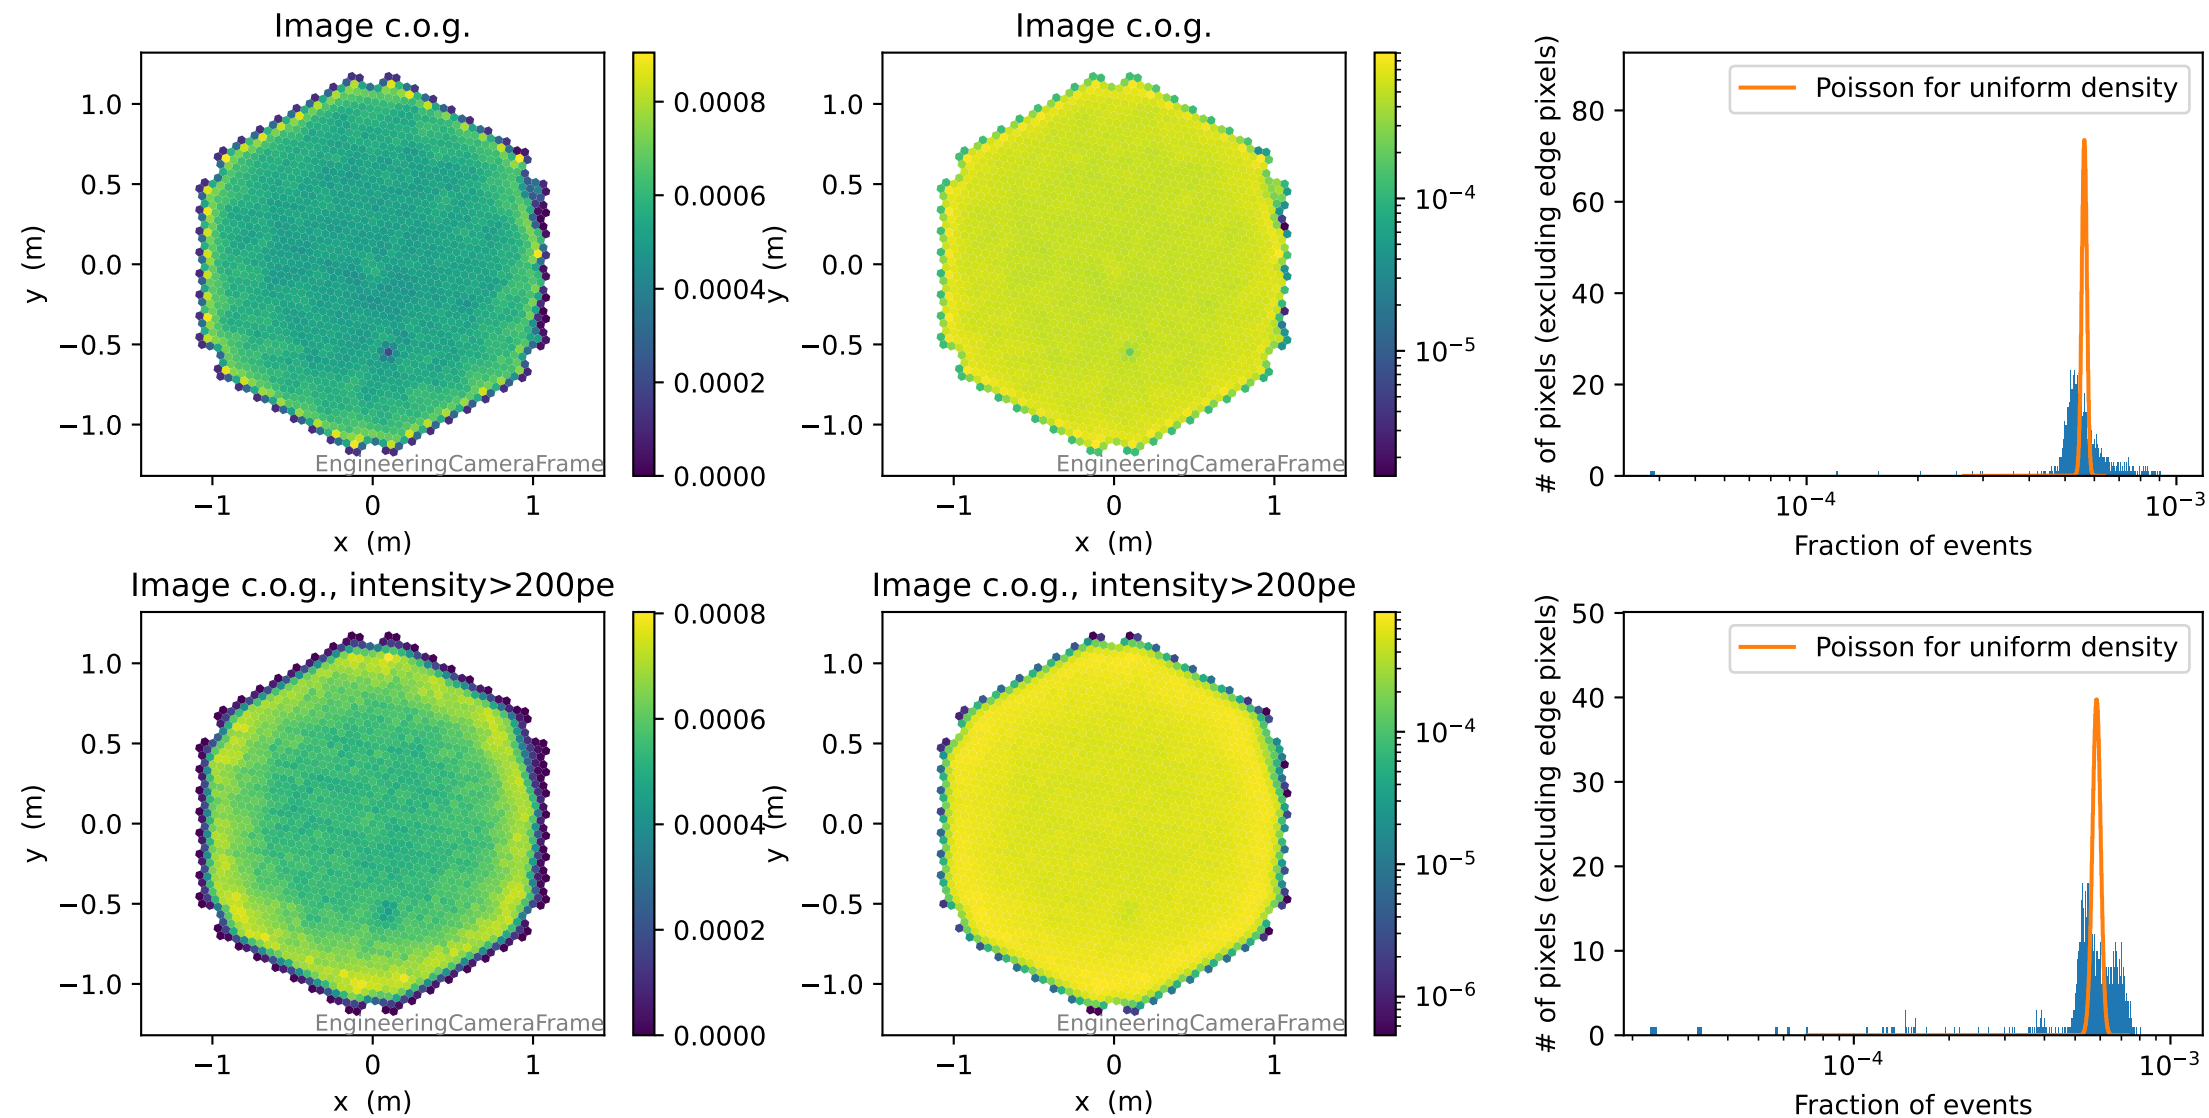 Image c.o.g.
y (m)
1.0
0.5
0.0
−0.5
−1.0
−1
0
1
x (m)
EngineeringCameraFrame
0.0008
0.0006
0.0004
0.0002
0.0000
Image c.o.g.
y (m)
1.0
0.5
0.0
−0.5
−1.0
−1
0
1
x (m)
EngineeringCameraFrame
10⁻⁴
10⁻⁵
# of pixels (excluding edge pixels)
80
60
40
20
0
Poisson for uniform density
10⁻⁴
10⁻³
Fraction of events
Image c.o.g., intensity>200pe
y (m)
1.0
0.5
0.0
−0.5
−1.0
−1
0
1
x (m)
EngineeringCameraFrame
0.0008
0.0006
0.0004
0.0002
0.0000
Image c.o.g., intensity>200pe
y (m)
1.0
0.5
0.0
−0.5
−1.0
−1
0
1
x (m)
EngineeringCameraFrame
10⁻⁴
10⁻⁵
10⁻⁶
# of pixels (excluding edge pixels)
50
40
30
20
10
0
Poisson for uniform density
10⁻⁴
10⁻³
Fraction of events